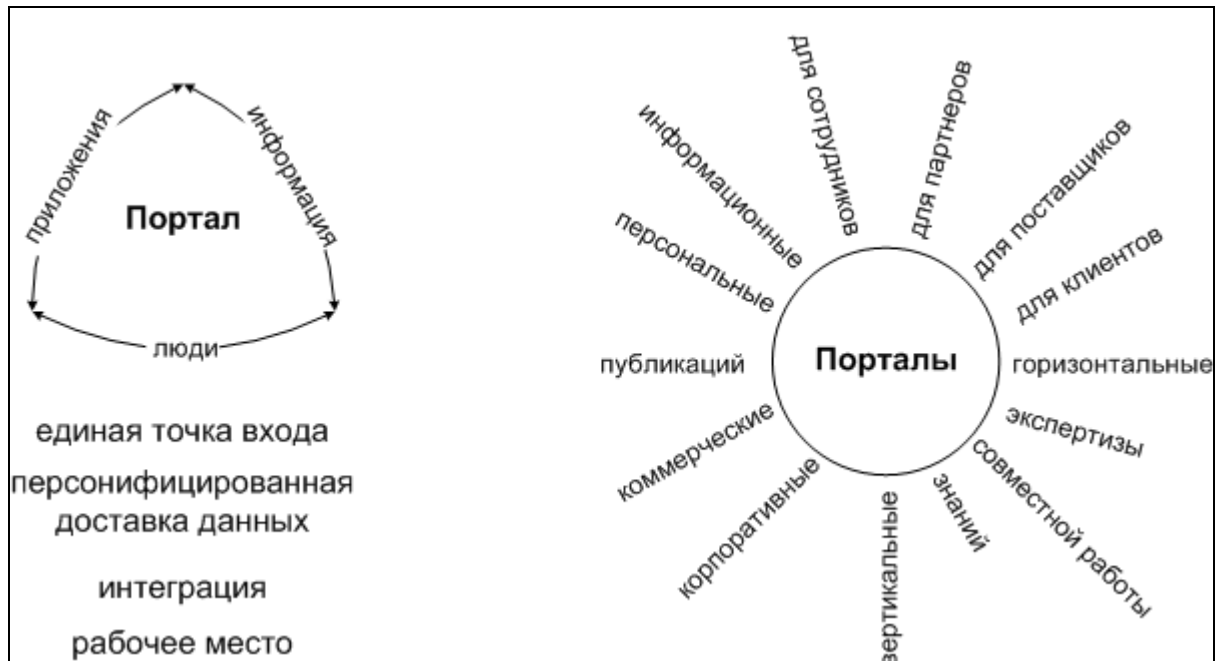 приложения
информация
Портал
люди
единая точка входа
персонифицированная
доставка данных
интеграция
рабочее место
для сотрудников
для партнеров
для поставщиков
для клиентов
горизонтальные
экспертизы
совместной работы
знаний
вертикальные
корпоративные
коммерческие
публикаций
персональные
информационные
Порталы